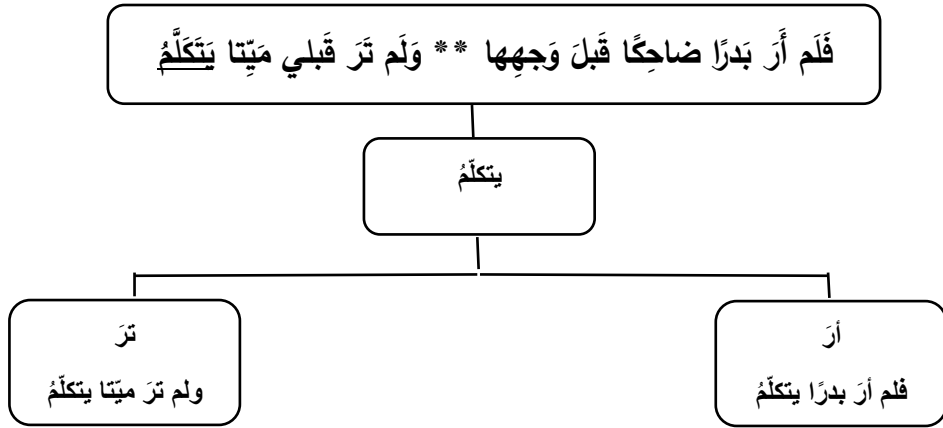 فَلَم أَرَ بَدرًا ضاحِكًا قَبلَ وَجهِها ** وَلَم تَرَ قَبلي مَيِّتا يَتَكَلَّمُ
يتكلّمُ
أرَ
فلم أرَ بدرًا يتكلّمُ
ترَ
ولم ترَ ميّتا يتكلّمُ